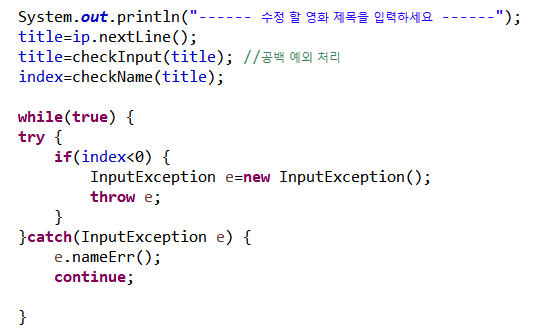 System.out.println("------ 수정 할 영화 제목을 입력하세요 ------");
title=ip.nextLine();
title=checkInput(title); //공백 예외 처리
index=checkName(title);
while(true) {
try {
if(index<0) {
InputException e=new InputException();
throw e;
}
}catch(InputException e) {
e.nameErr();
continue;
}